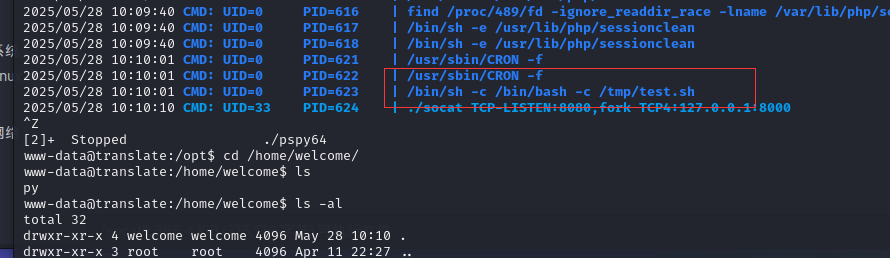 2025/05/28 10:09:40 CMD: UID=0 PID=616 | find /proc/489/fd -ignore_readdir_race -lname /var/lib/php/se
2025/05/28 10:09:40 CMD: UID=0 PID=617 | /bin/sh -e /usr/lib/php/sessionclean
2025/05/28 10:09:40 CMD: UID=0 PID=618 | /bin/sh -e /usr/lib/php/sessionclean
系统
2025/05/28 10:10:01 CMD: UID=0 PID=621 | /usr/sbin/CRON -f
nu
2025/05/28 10:10:01 CMD: UID=0 PID=622 | /usr/sbin/CRON -f
2025/05/28 10:10:01 CMD: UID=0 PID=623 | /bin/sh -c /bin/bash -c /tmp/test.sh
2025/05/28 10:10:10 CMD: UID=33 PID=624 | ./socat TCP-LISTEN:8080,fork TCP4:127.0.0.1:8000
^Z
[2]+ Stopped ./pspy64
www-data@translate:/opt$ cd /home/welcome/
www-data@translate:/home/welcome$ ls
py
www-data@translate:/home/welcome$ ls -al
total 32
drwxr-xr-x 4 welcome welcome 4096 May 28 10:10 .
drwxr-xr-x 3 root root 4096 Apr 11 22:27 ..